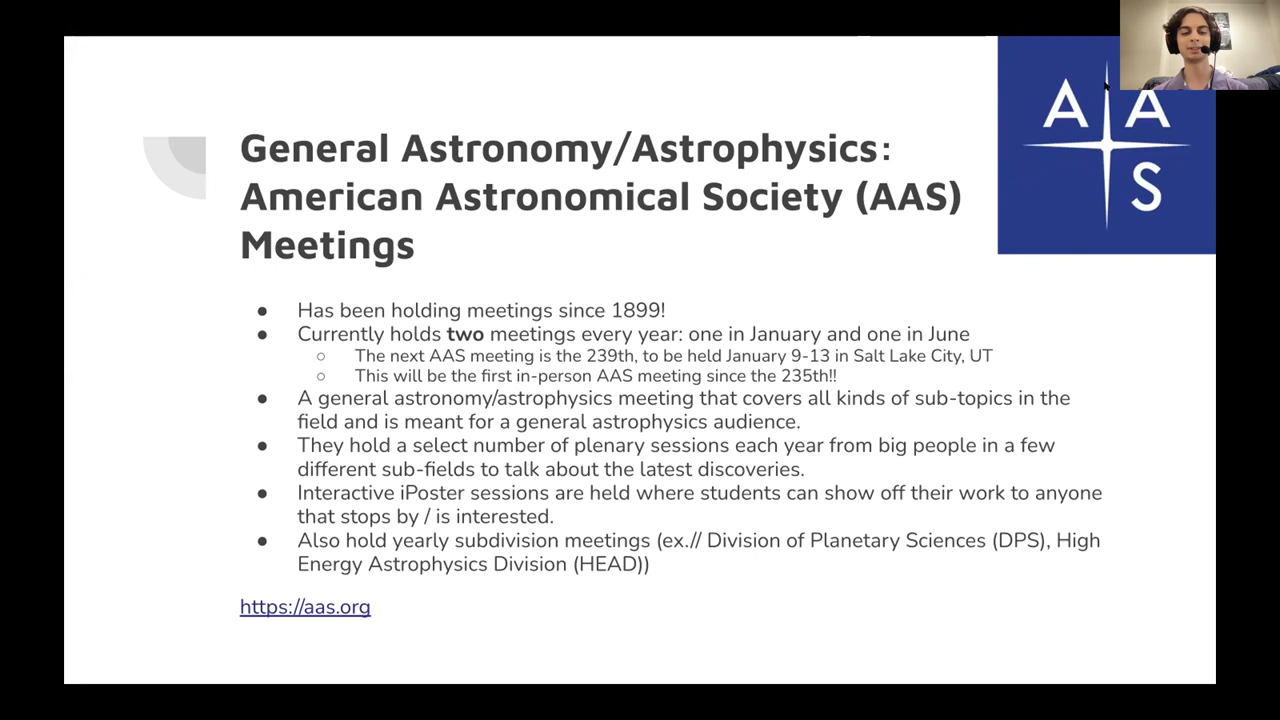 A A
S
General Astronomy/Astrophysics:
American Astronomical Society (AAS)
Meetings
● Has been holding meetings since 1899!
● Currently holds two meetings every year: one in January and one in June
○ The next AAS meeting is the 239th, to be held January 9-13 in Salt Lake City, UT
○ This will be the first in-person AAS meeting since the 235th!!
● A general astronomy/astrophysics meeting that covers all kinds of sub-topics in the
field and is meant for a general astrophysics audience.
● They hold a select number of plenary sessions each year from big people in a few
different sub-fields to talk about the latest discoveries.
● Interactive iPoster sessions are held where students can show off their work to anyone
that stops by / is interested.
● Also hold yearly subdivision meetings (ex.// Division of Planetary Sciences (DPS), High
Energy Astrophysics Division (HEAD))
https://aas.org